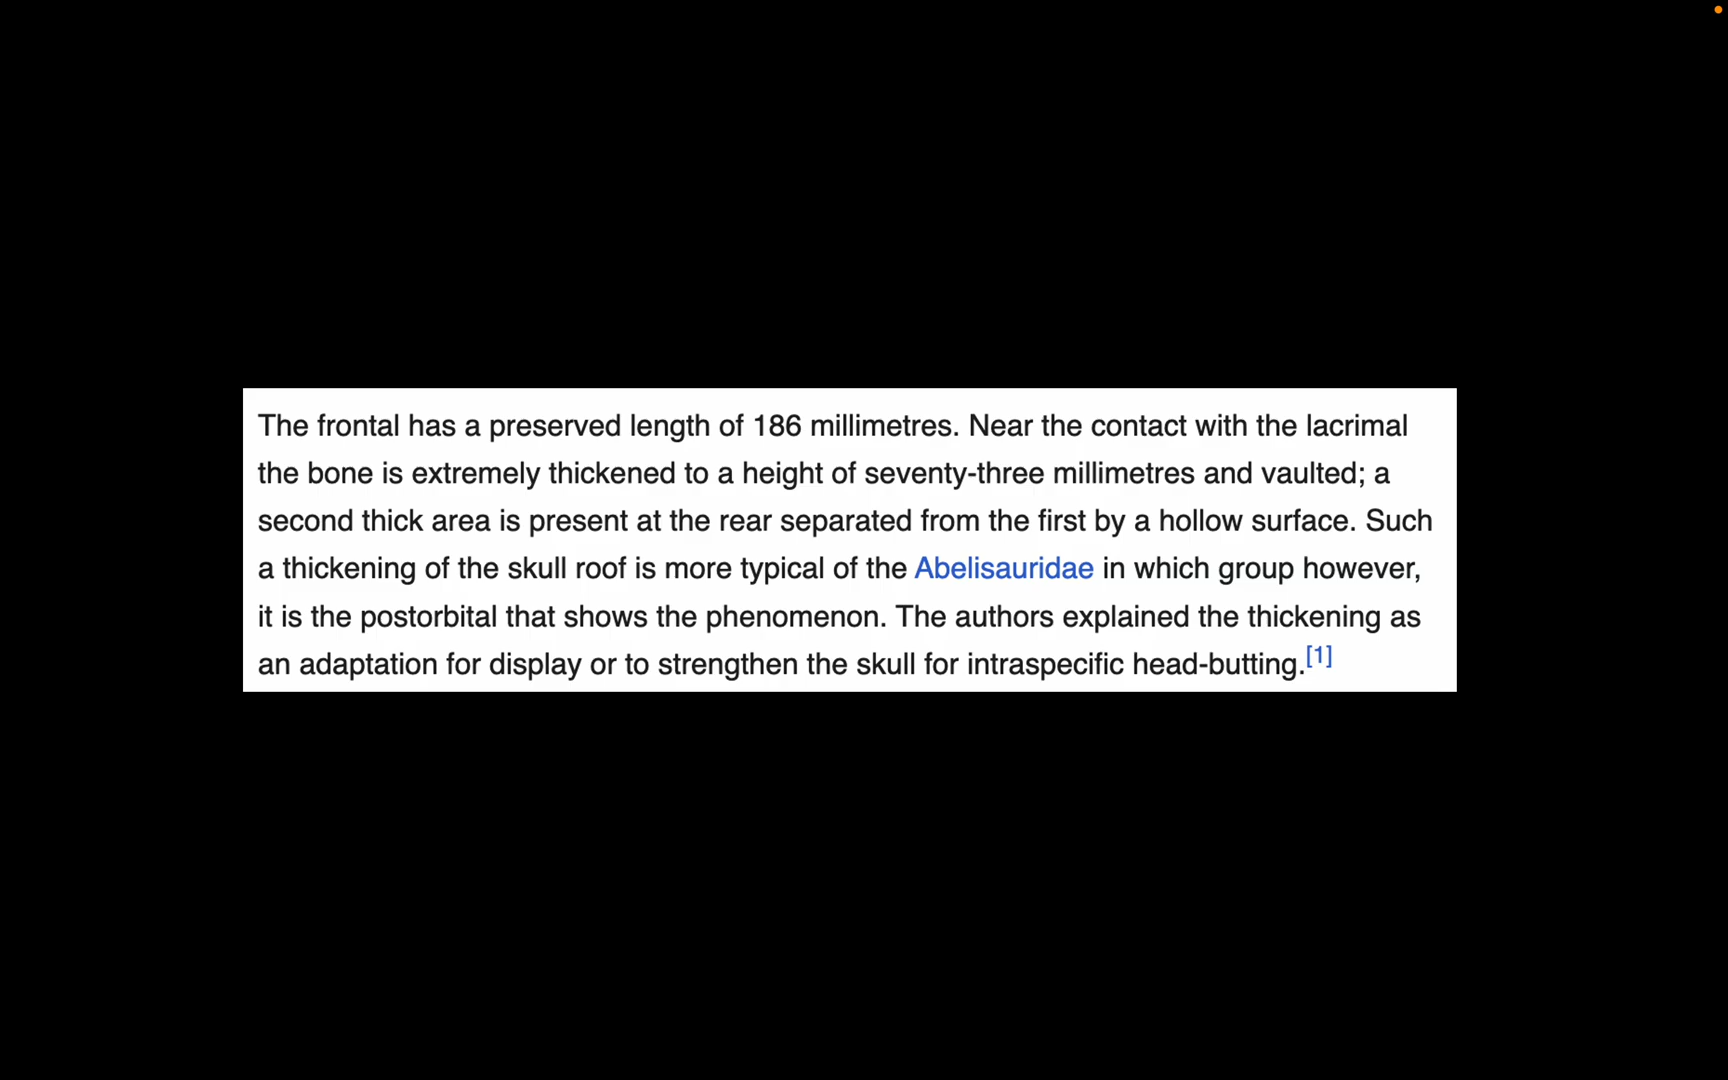 The frontal has a preserved length of 186 millimetres. Near the contact with the lacrimal
the bone is extremely thickened to a height of seventy-three millimetres and vaulted; a
second thick area is present at the rear separated from the first by a hollow surface. Such
a thickening of the skull roof is more typical of the Abelisauridae in which group however,
it is the postorbital that shows the phenomenon. The authors explained the thickening as
an adaptation for display or to strengthen the skull for intraspecific head-butting.[1]